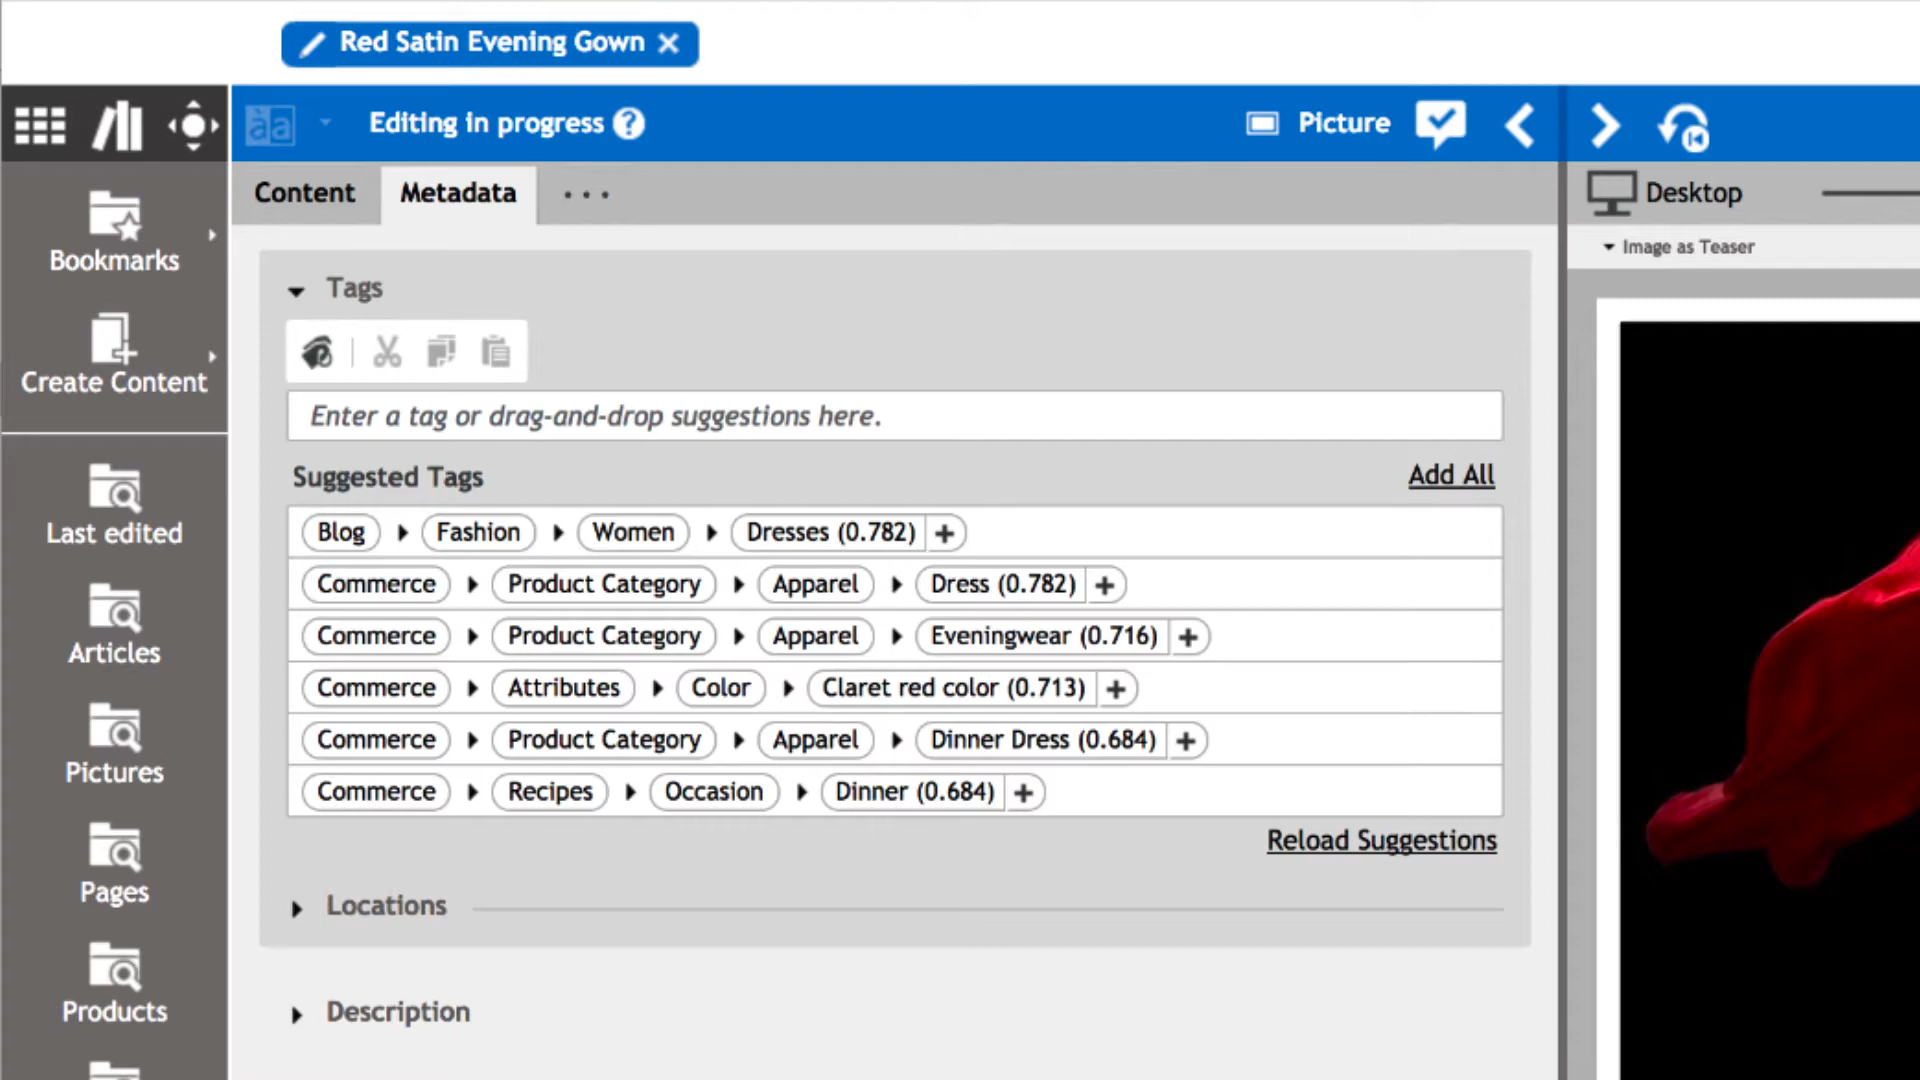 Red Satin Evening Gown
àa Editing in progress ? Picture
Content Metadata ...
Desktop
Image as Teaser
Bookmarks
Create Content
Last edited
Articles
Pictures
Pages
Products
Tags
Enter a tag or drag-and-drop suggestions here.
Suggested Tags Add All
Blog Fashion Women Dresses (0.782) +
Commerce Product Category Apparel Dress (0.782) +
Commerce Product Category Apparel Eveningwear (0.716) +
Commerce Attributes Color Claret red color (0.713) +
Commerce Product Category Apparel Dinner Dress (0.684) +
Commerce Recipes Occasion Dinner (0.684) +
Reload Suggestions
Locations
Description